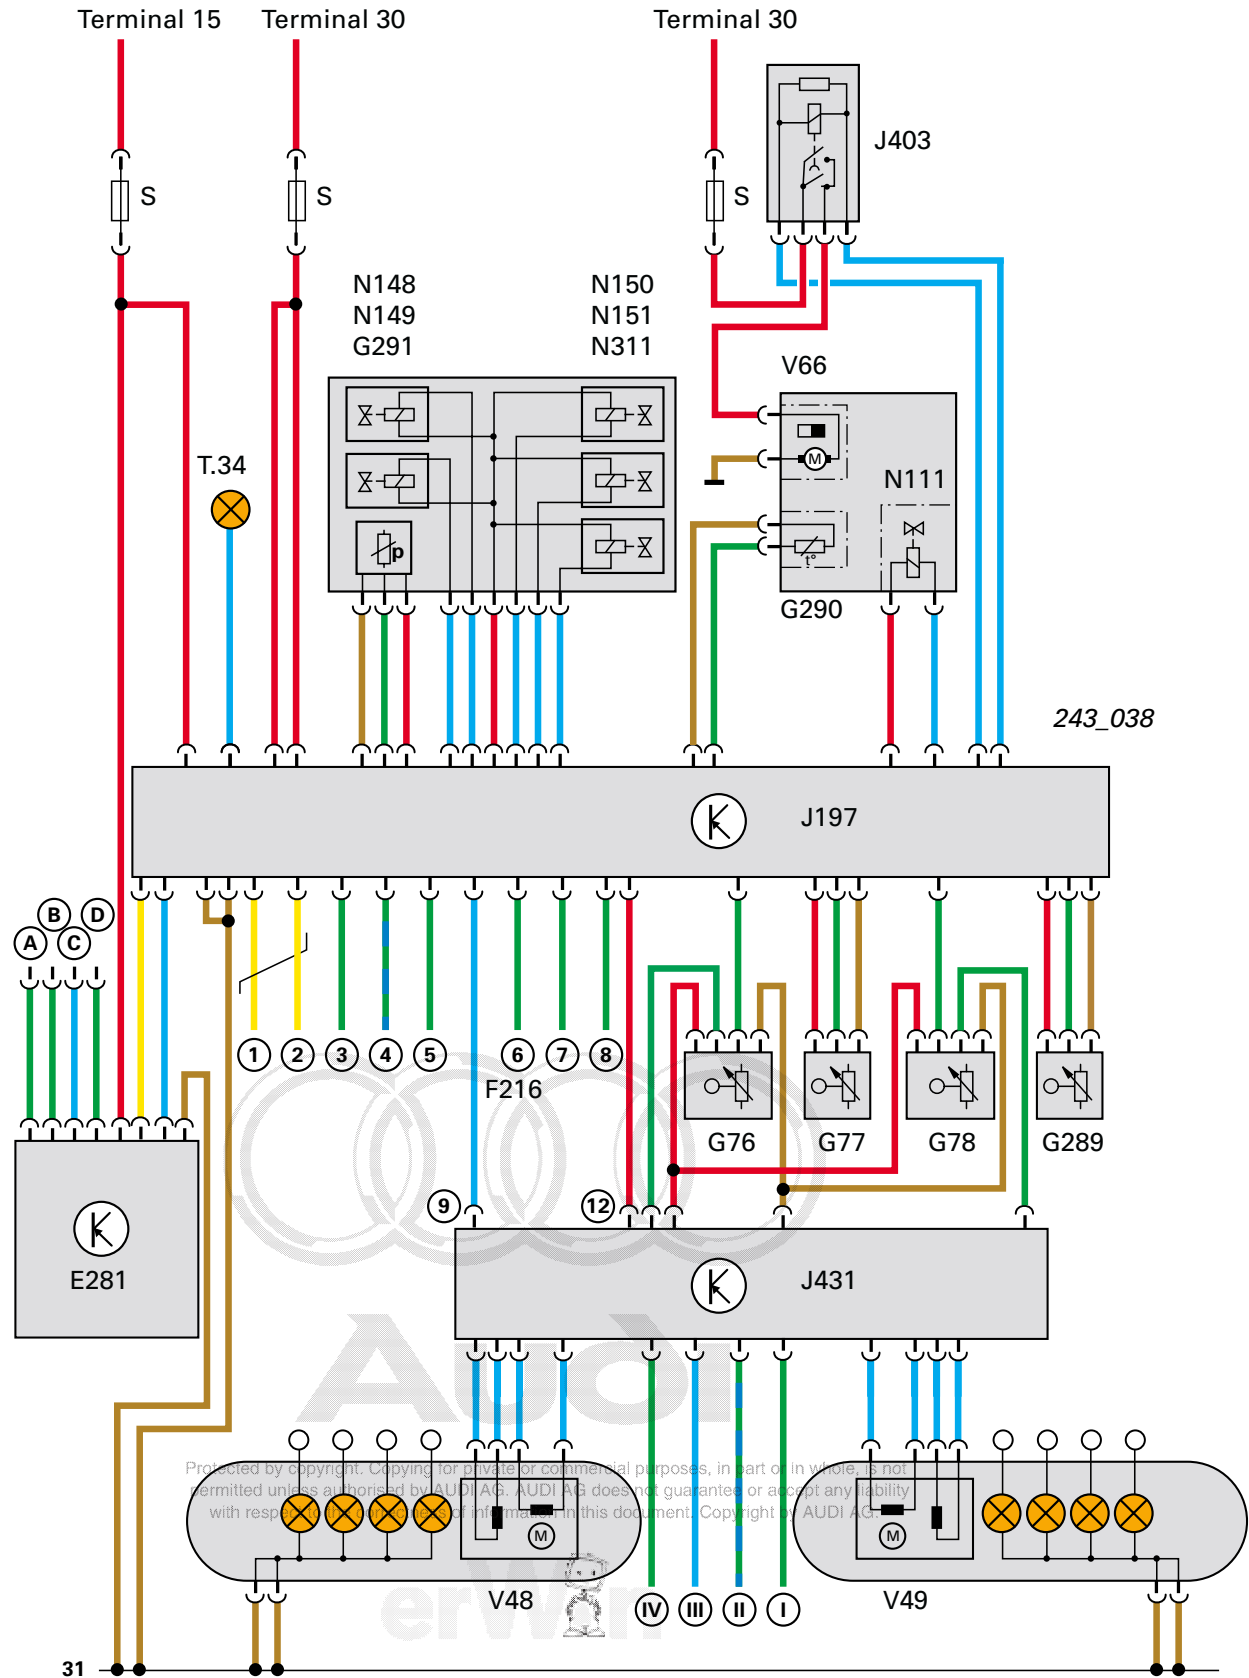 Terminal 15
Terminal 30
Terminal 30
J403
S
S
S
N148
N149
G291
N150
N151
N311
V66
T.34
M
N111
p
t°
G290
243_038
J197
A
B
C
D
1
2
3
4
5
6
7
8
F216
G76
G77
G78
G289
9
12
E281
J431
Audi
Protected by copyright. Copying for private or commercial purposes, in part or in whole, is not
permitted unless authorised by AUDI AG. AUDI AG does not guarantee or accept any liability
with respect to the correctness of information in this document. Copyright by AUDI AG.
M
M
V48
V49
erWin
IV
III
II
I
31